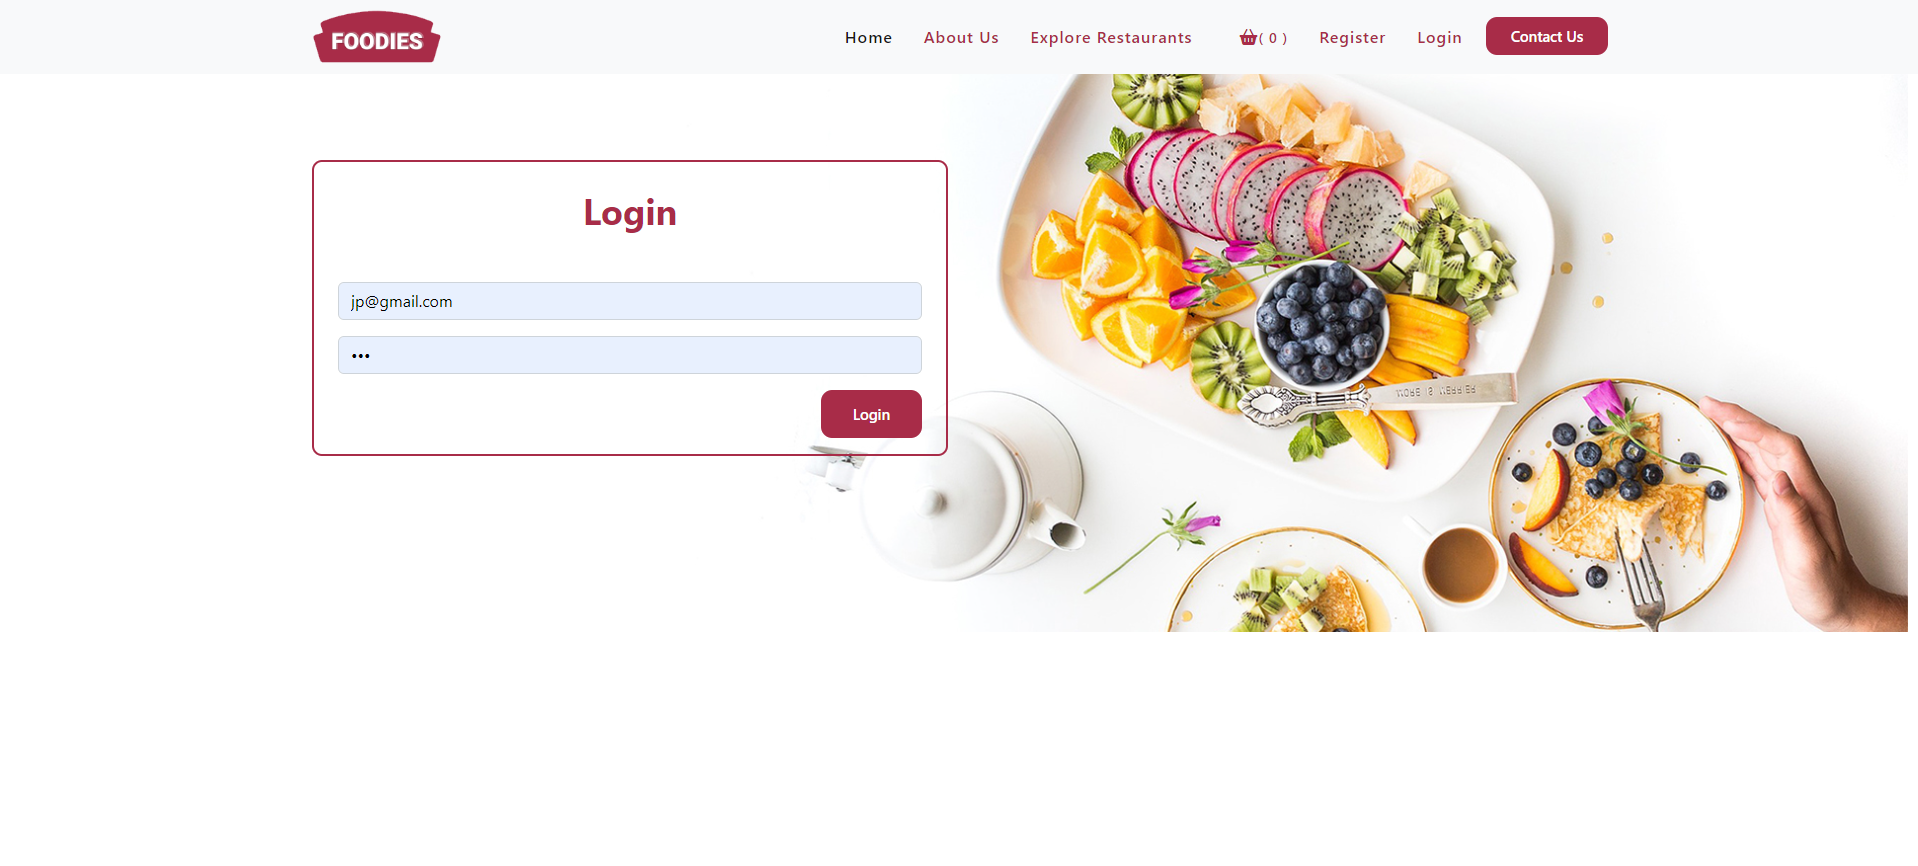 FOODIES
Home About Us Explore Restaurants ( 0 ) Register Login Contact Us
Login
jp@gmail.com
•••
Login